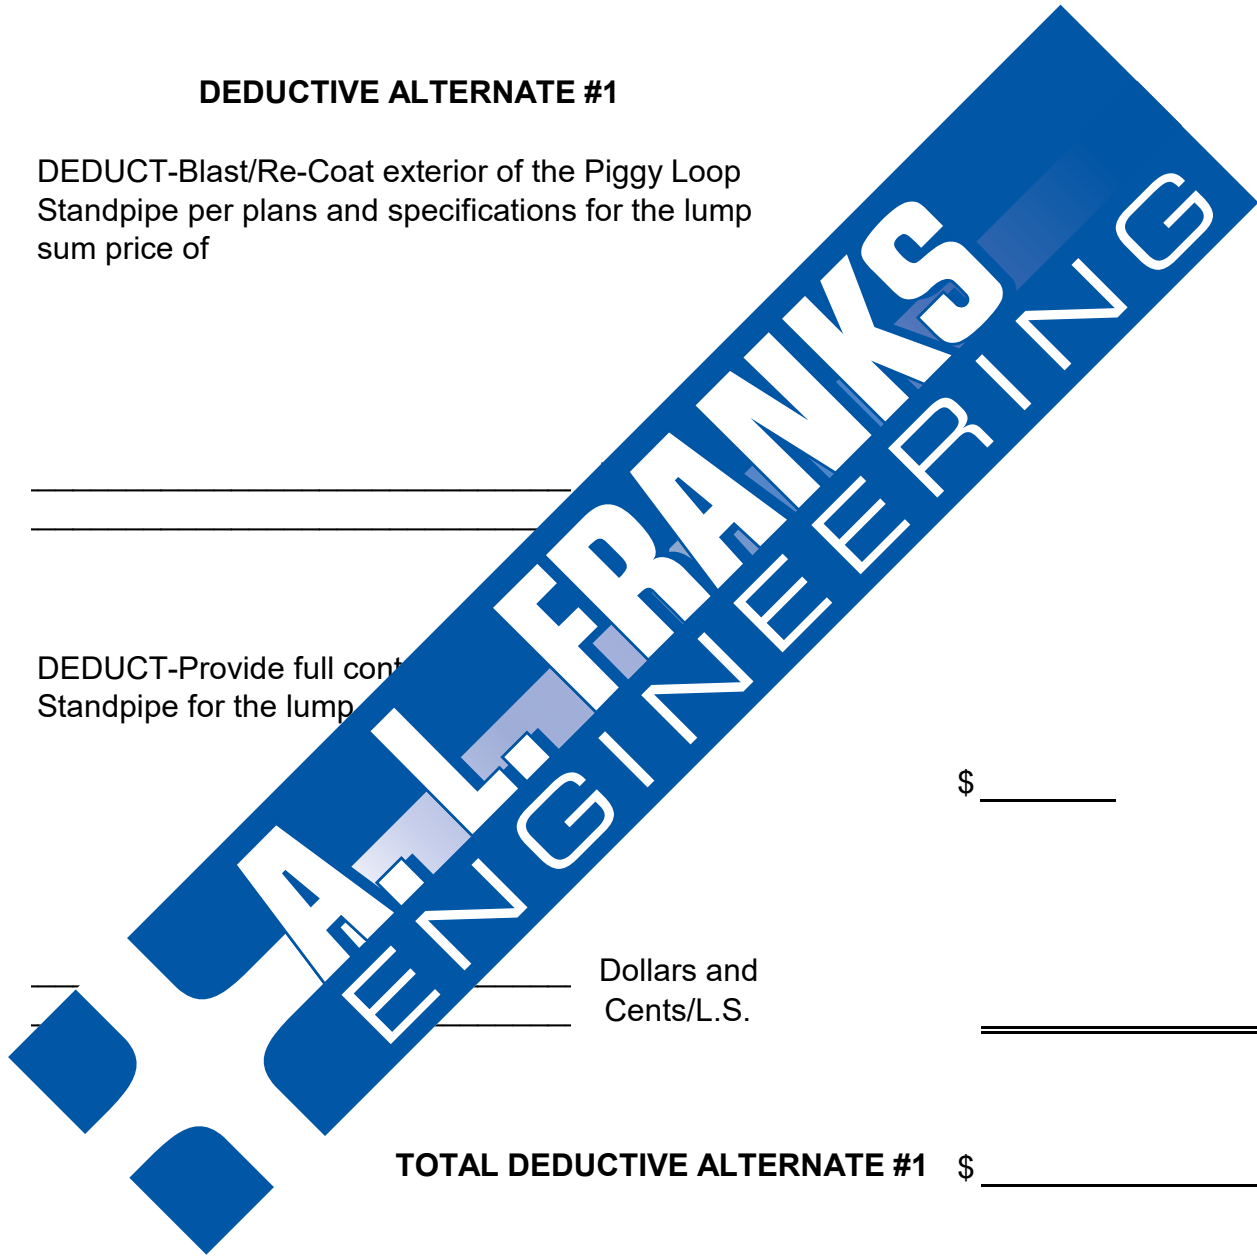 DEDUCTIVE ALTERNATE #1
DEDUCT-Blast/Re-Coat exterior of the Piggy Loop
Standpipe per plans and specifications for the lump
sum price of
DEDUCT-Provide full
Standpipe for the lump
$
Dollars and
Cents/L.S.
TOTAL DEDUCTIVE ALTERNATE #1 $
A.L. FRANKS
ENGINEERING